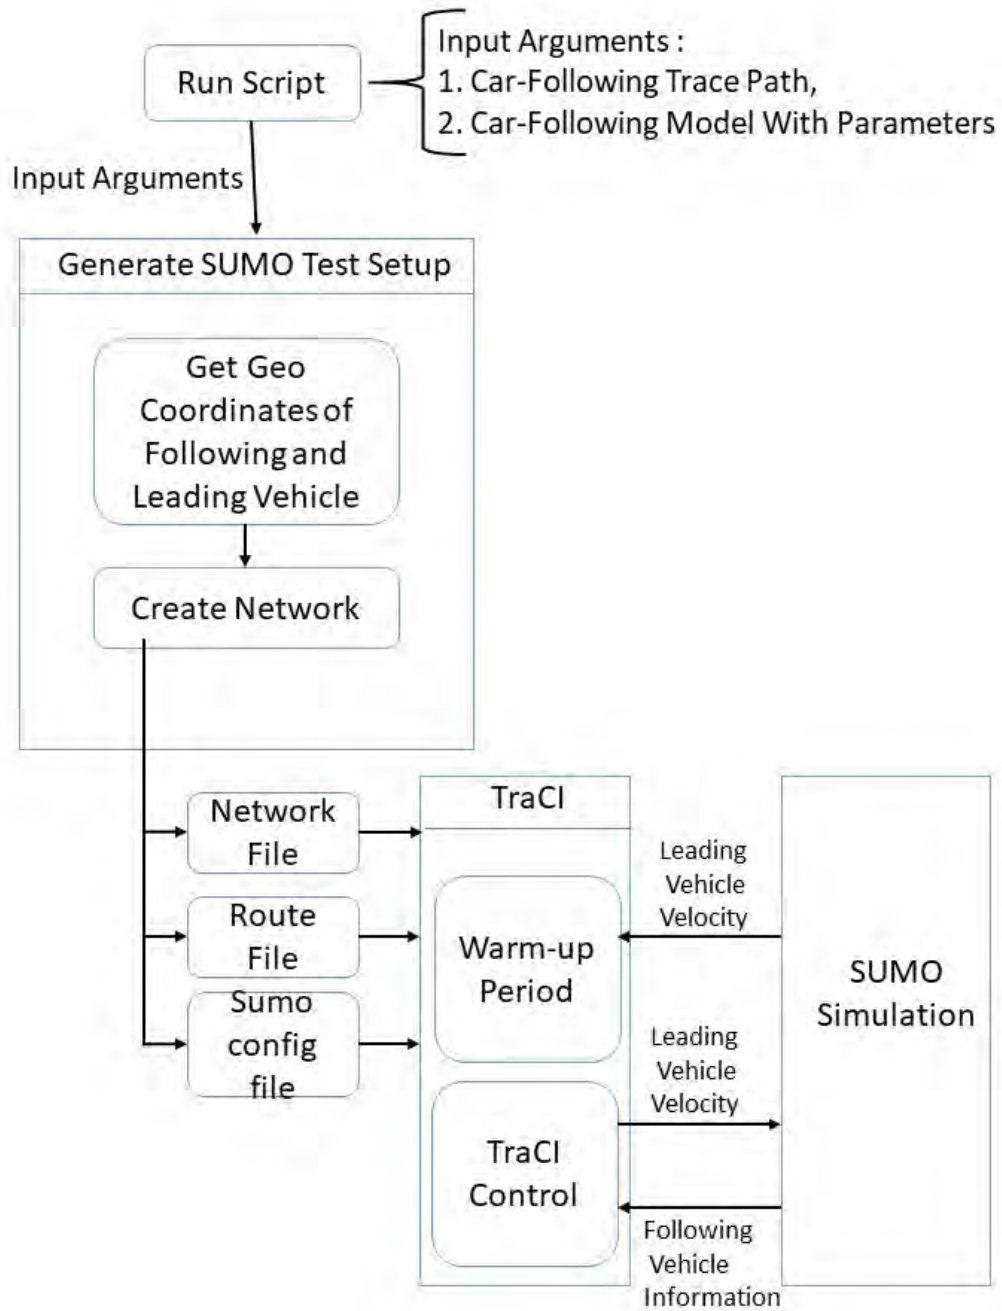 Run Script
Input Arguments :
1. Car-Following Trace Path,
2. Car-Following Model With Parameters
Input Arguments
Generate SUMO Test Setup
Get Geo
Coordinates of
Following and
Leading Vehicle
Create Network
Network
File
Route
File
Sumo
config
file
TraCI
Warm-up
Period
TraCI
Control
Leading
Vehicle
Velocity
Leading
Vehicle
Velocity
Following
Vehicle
Information
SUMO
Simulation